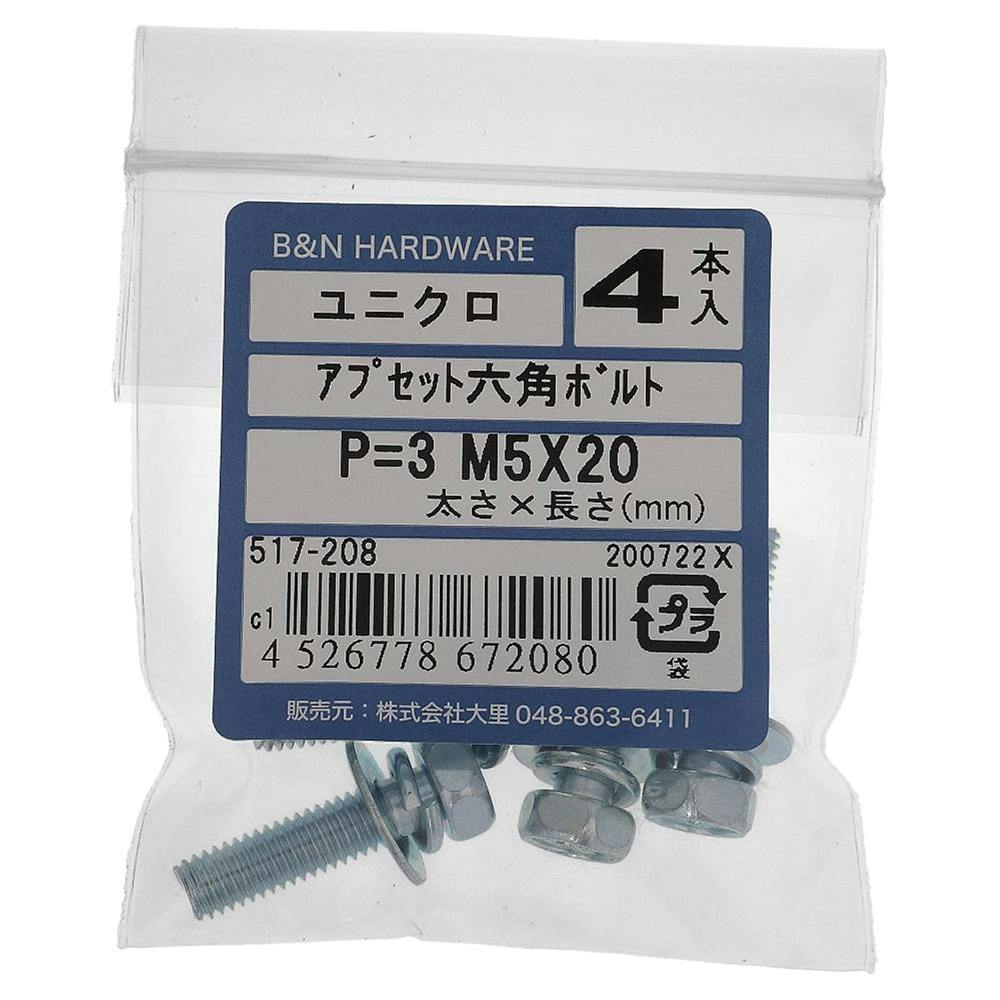 B&N HARDWARE
ユニクロ
4本入
アプセット六角ボルト
P=3 M5X20
太さ×長さ(mm)
517-208 200722X
c1
4 526778 672080
プラ
袋
販売元：株式会社大里 048-863-6411